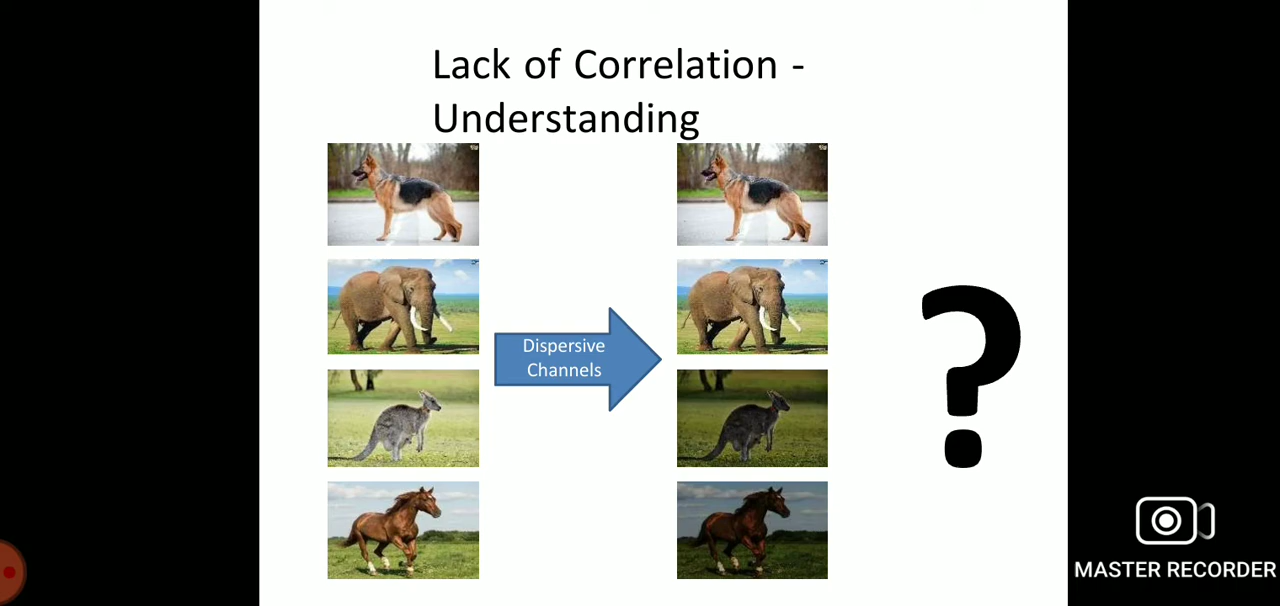 Lack of Correlation -
Understanding
Dispersive
Channels
?
MASTER RECORDER